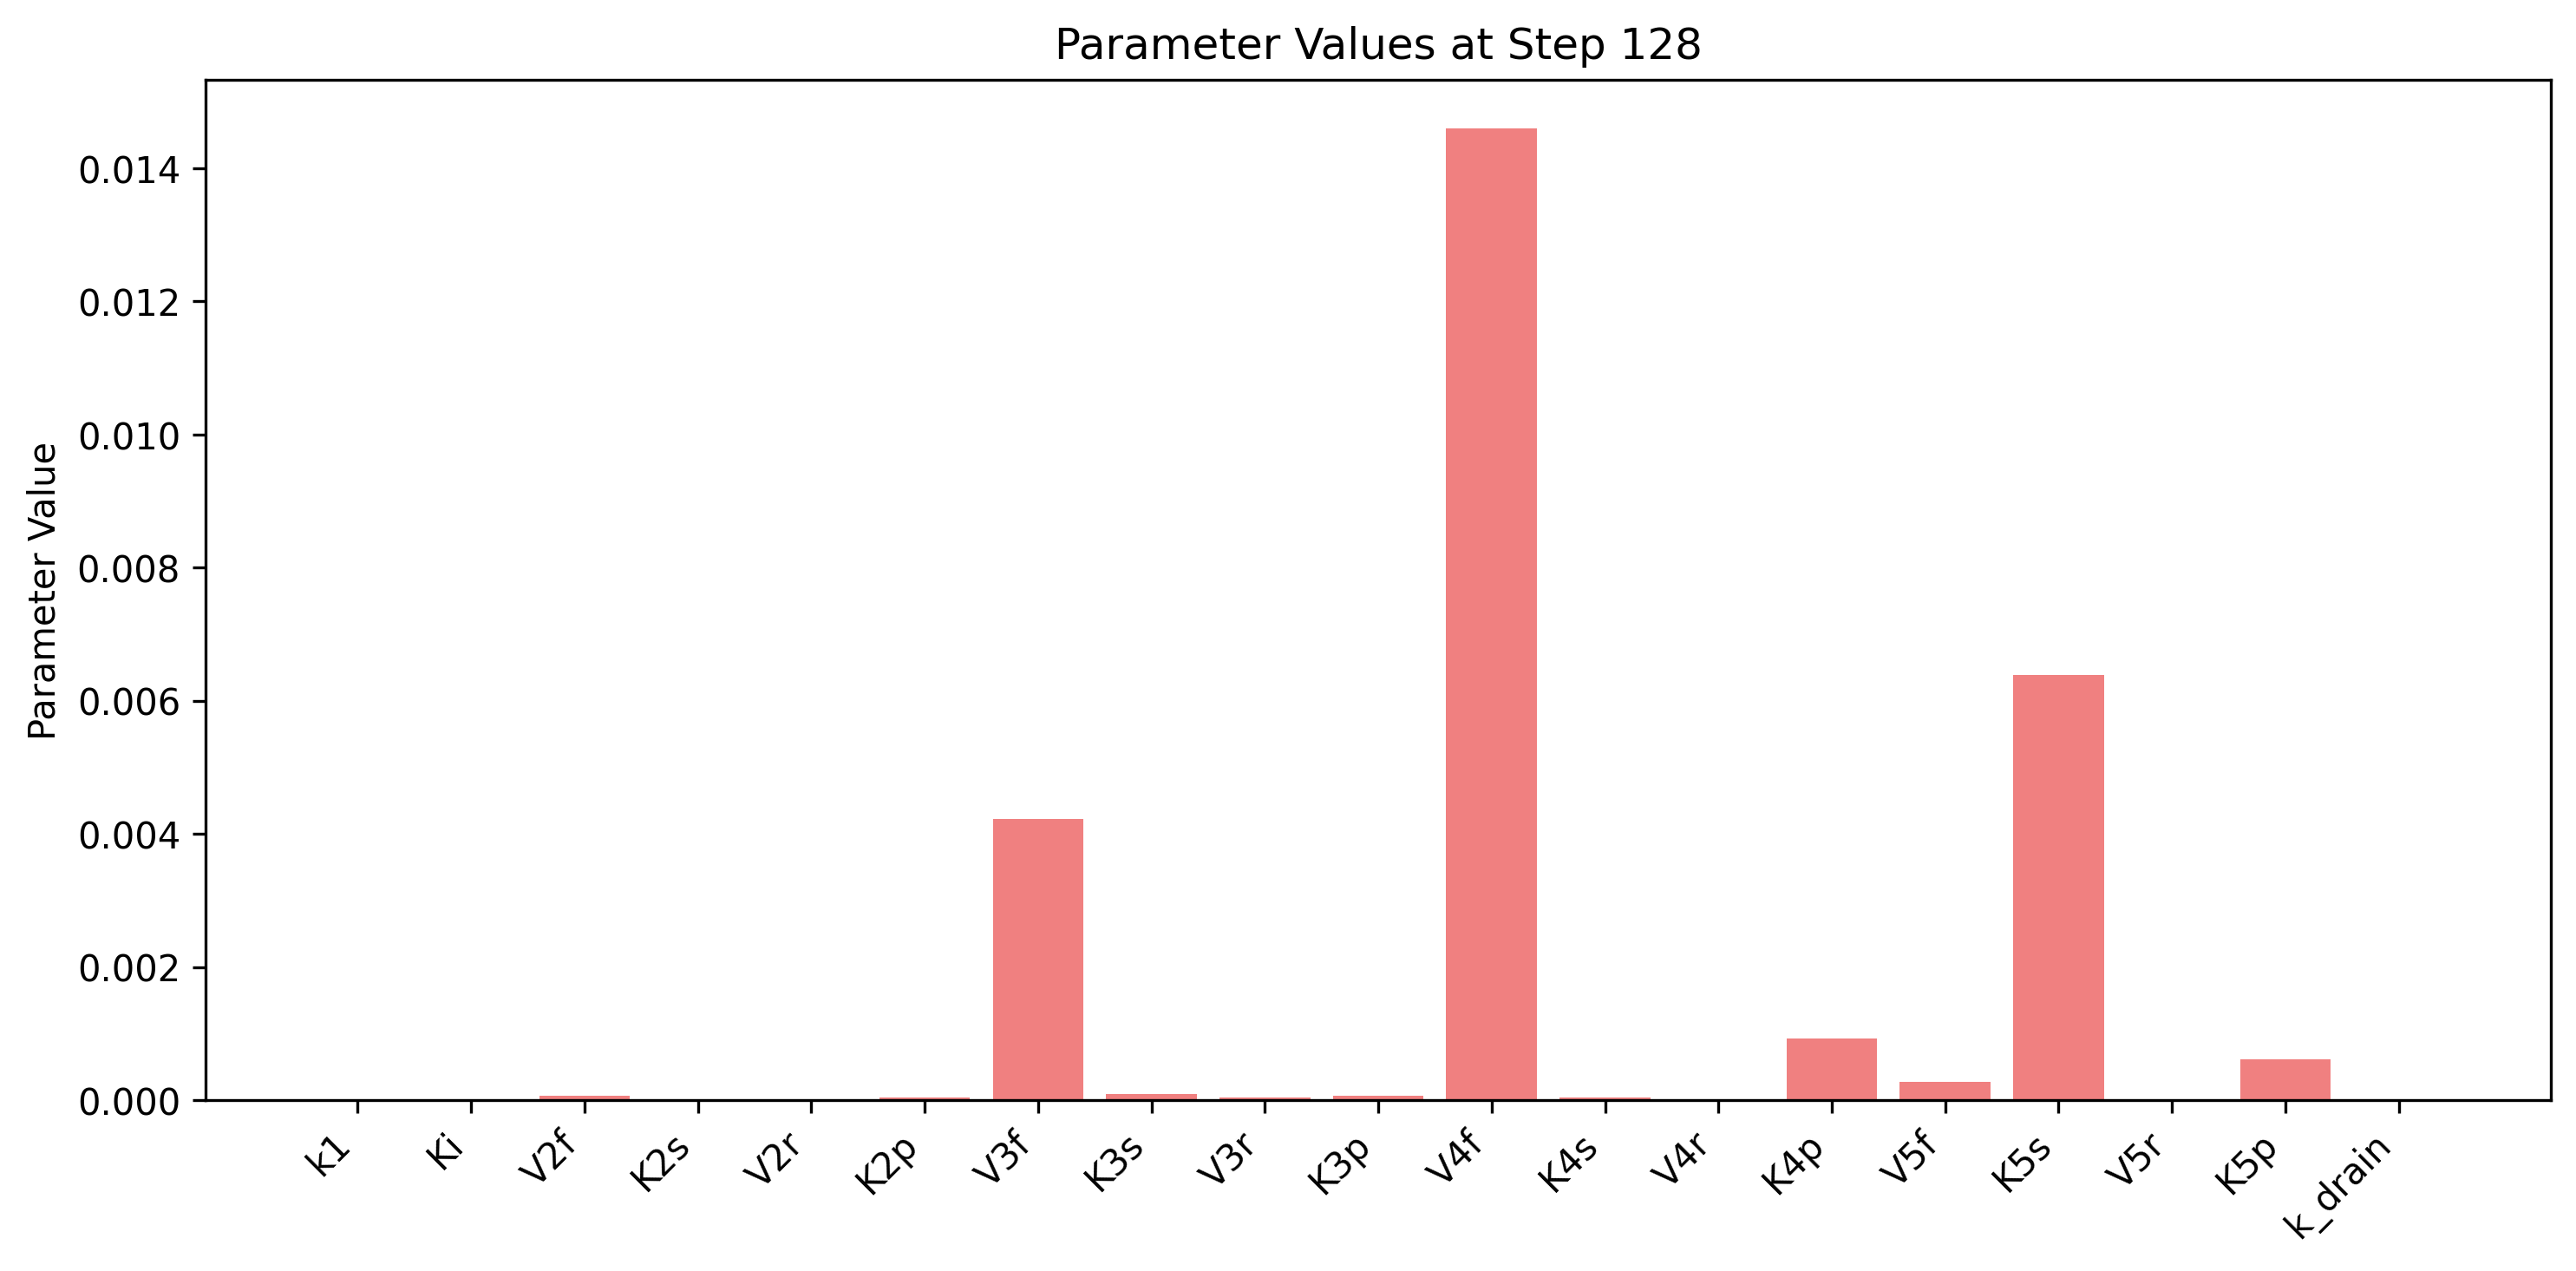 Parameter Values at Step 128
Parameter Value
0.014
0.012
0.010
0.008
0.006
0.004
0.002
0.000
k1
Ki
V2f
K2s
V2r
K2p
V3f
K3s
V3r
K3p
V4f
K4s
V4r
K4p
V5f
K5s
V5r
K5p
k_drain